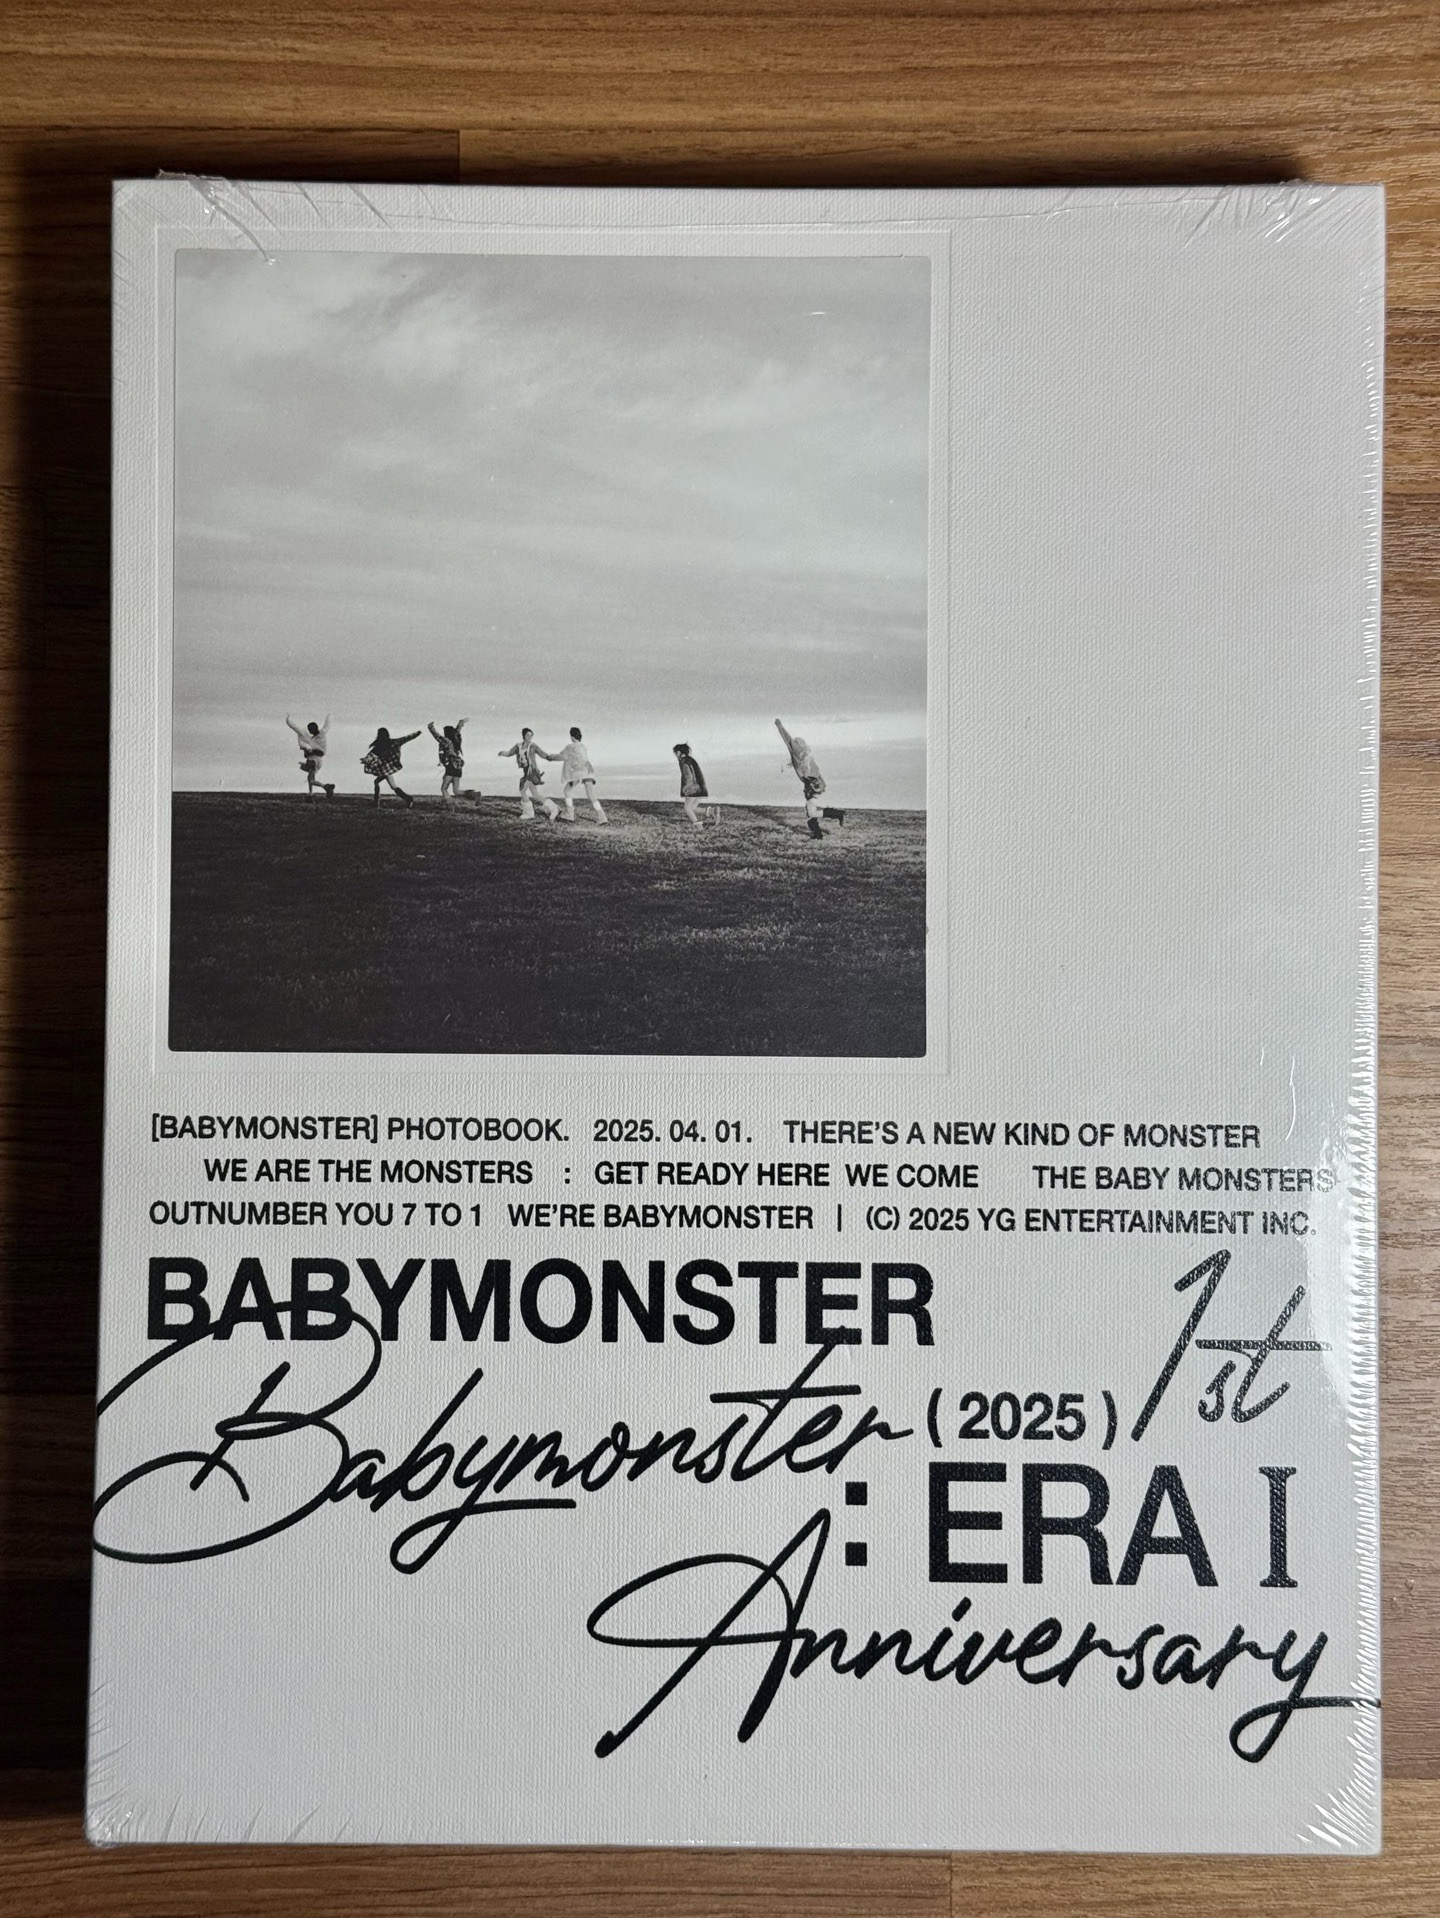 [BABYMONSTER] PHOTOBOOK. 2025. 04. 01. THERE'S A NEW KIND OF MONSTER
WE ARE THE MONSTERS : GET READY HERE WE COME THE BABY MONSTERS
OUTNUMBER YOU 7 TO 1 WE'RE BABYMONSTER | (C) 2025 YG ENTERTAINMENT INC.
BABYMONSTER
1st
Babymonster (2025)
: ERA I
Anniversary